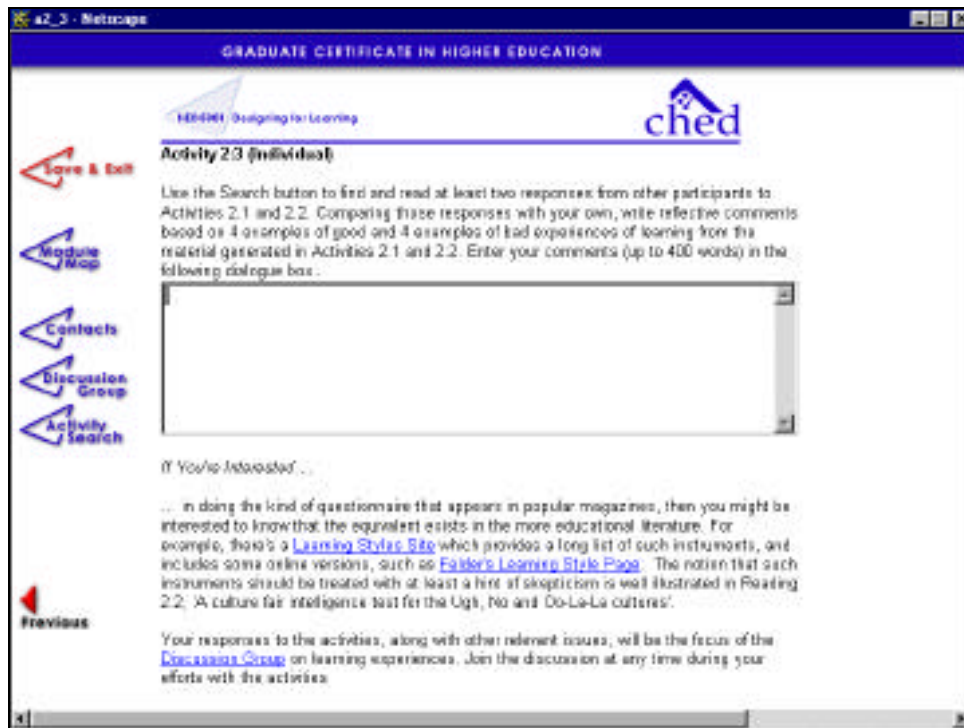 a2_3 - Netscape
GRADUATE CERTIFICATE IN HIGHER EDUCATION
Designing for Learning
ched
Save & Exit
Module
Map
Contacts
Discussion
Group
Activity
Search
Previous
Activity 2.3 (Individual)
Use the Search button to find and read at least two responses from other participants to
Activities 2.1 and 2.2. Comparing those responses with your own, write reflective comments
based on 4 examples of good and 4 examples of bad experiences of learning from the
material generated in Activities 2.1 and 2.2. Enter your comments (up to 400 words) in the
following dialogue box.
If You're Interested ...
... in doing the kind of questionnaire that appears in popular magazines, then you might be
interested to know that the equivalent exists in the more educational literature. For
example, there's a Learning Styles Site which provides a long list of such instruments, and
includes some online versions, such as Felder's Learning Style Page. The notion that such
instruments should be treated with at least a hint of skepticism is well illustrated in Reading
2.2, 'A culture fair intelligence test for the Ugh, No and Oo-La-La cultures'.
Your responses to the activities, along with other relevant issues, will be the focus of the
Discussion Group on learning experiences. Join the discussion at any time during your
efforts with the activities